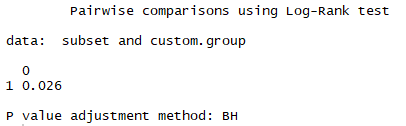 Pairwise comparisons using Log-Rank test
data:  subset and custom.group
  0
1 0.026
P value adjustment method: BH